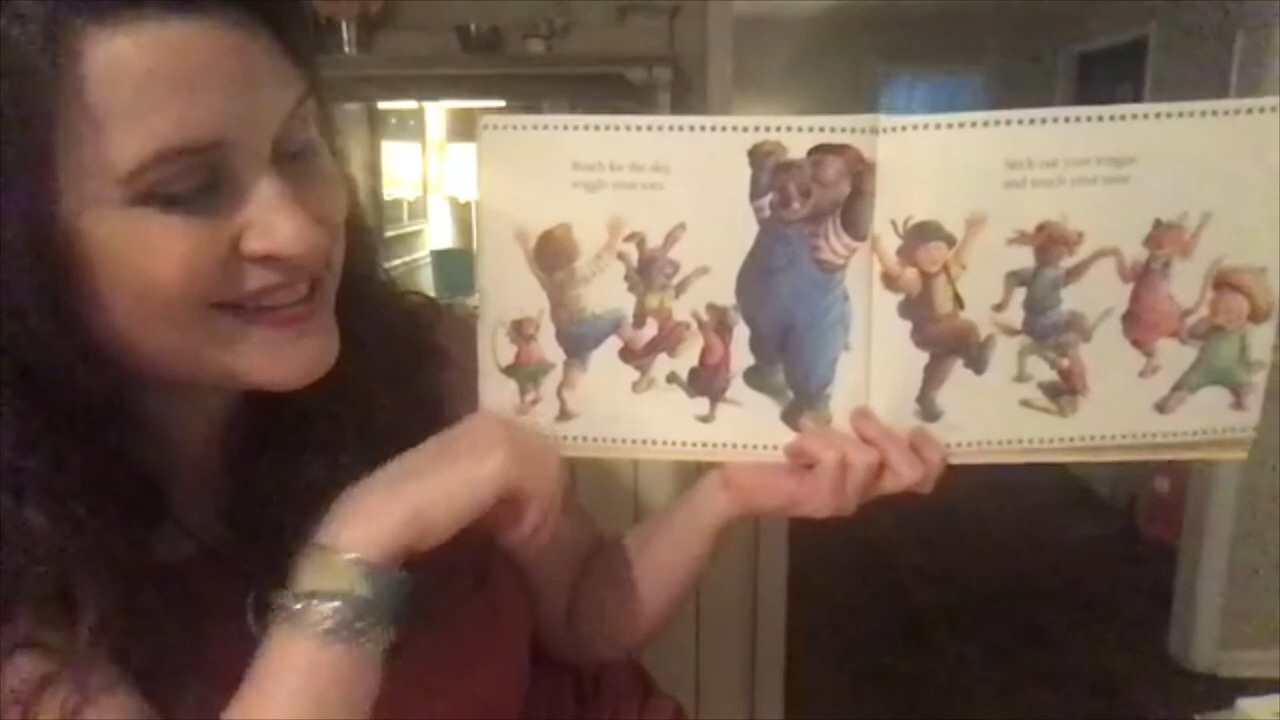 Reach for the sky,
wiggle your toes.
Stick out your tongue
and touch your nose.